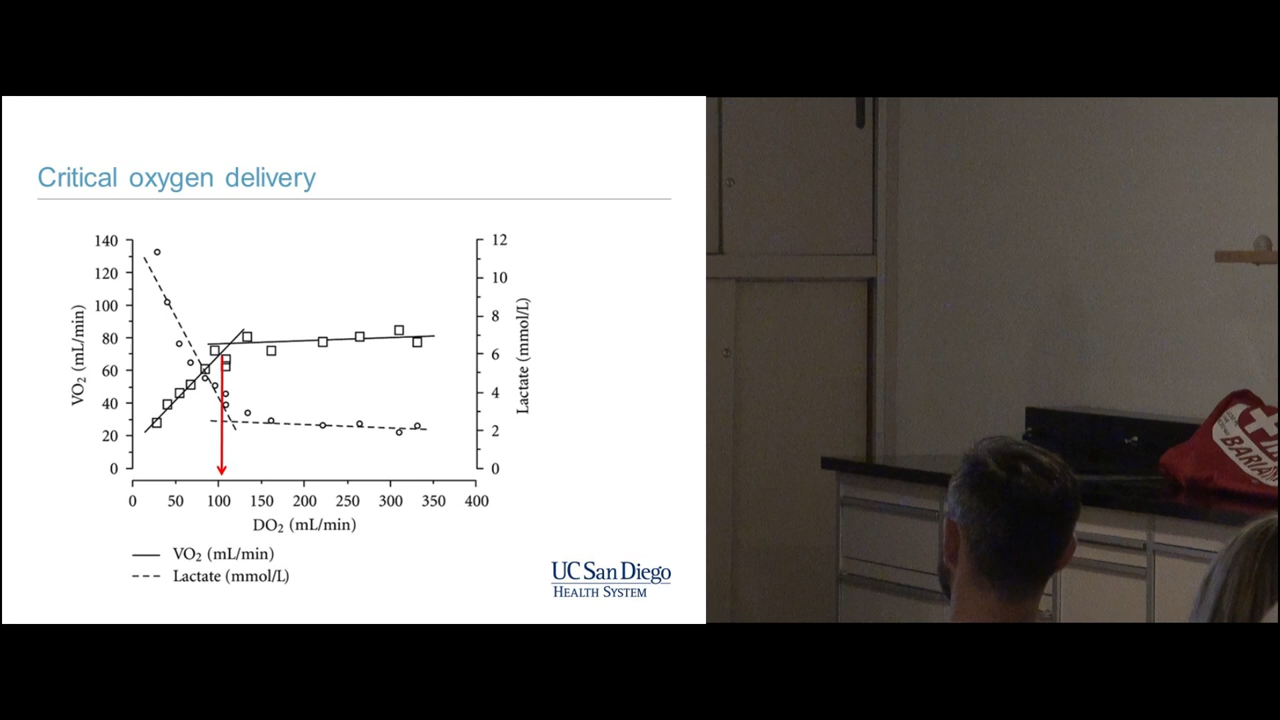 Critical oxygen delivery
140
120
100
80
60
40
20
0
VO2 (mL/min)
12
10
8
6
4
2
0
Lactate (mmol/L)
0 50 100 150 200 250 300 350 400
DO2 (mL/min)
VO2 (mL/min)
Lactate (mmol/L)
UC San Diego
HEALTH SYSTEM